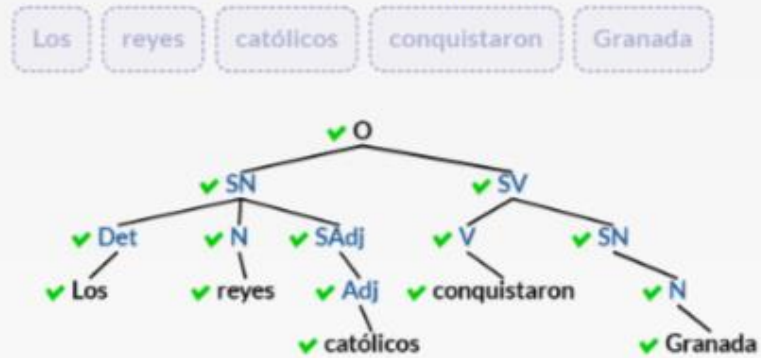 Los reyes católicos conquistaron Granada
O
SN SV
Det N SAdj V SN
Los reyes Adj conquistaron N
católicos Granada